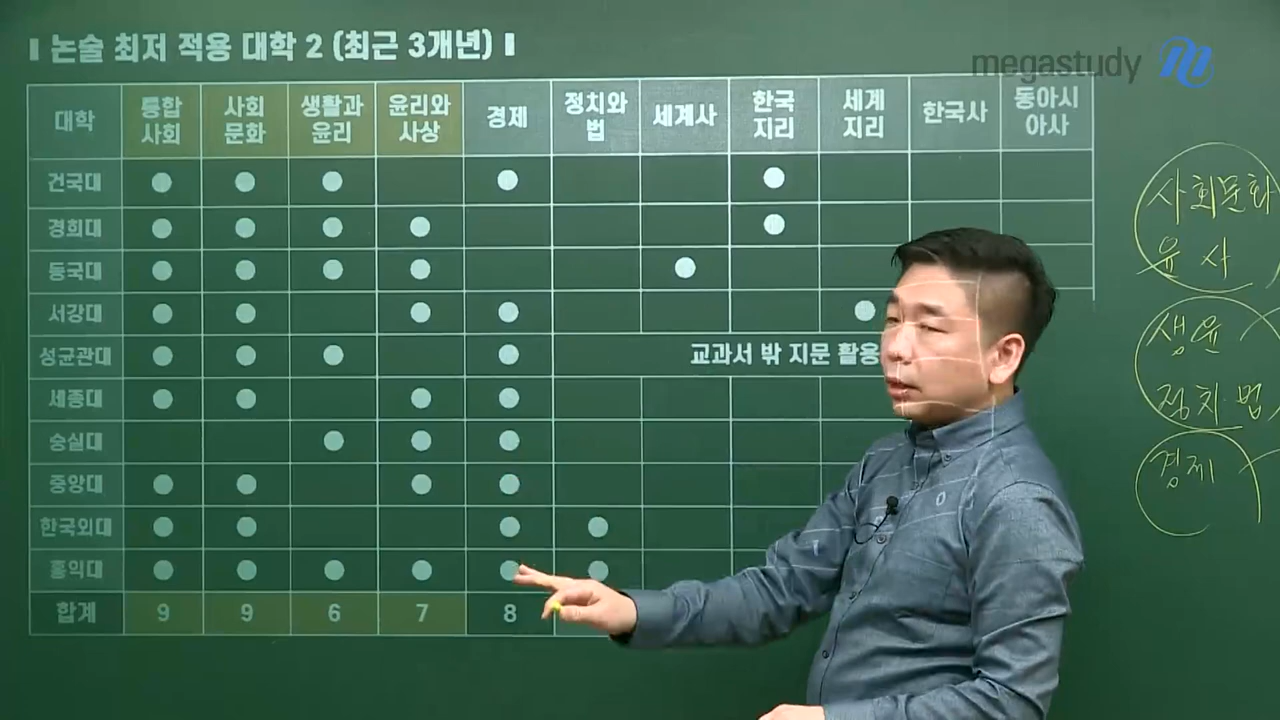 논술 최저 적용 대학 2 (최근 3개년)
megastudy
대학 통합사회 사회문화 생활과 윤리 윤리와 사상 경제 정치와 법 세계사 한국지리 세계지리 한국사 동아시아사
건국대
경희대
동국대
서강대
성균관대 교과서 밖 지문 활용
세종대
숭실대
중앙대
한국외대
홍익대
합계 9 9 6 7 8
사회문화
윤사
생윤
정치 법
경제